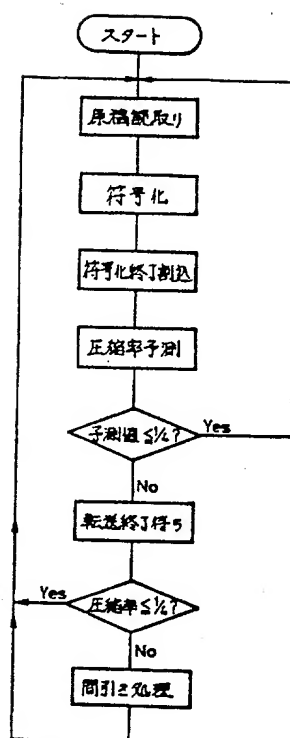 スタート
原稿読取り
符号化
符号化終了割込
圧縮率予測
予測値≦½?
Yes
No
転送終了待ち
Yes
圧縮率≦½?
No
間引き処理